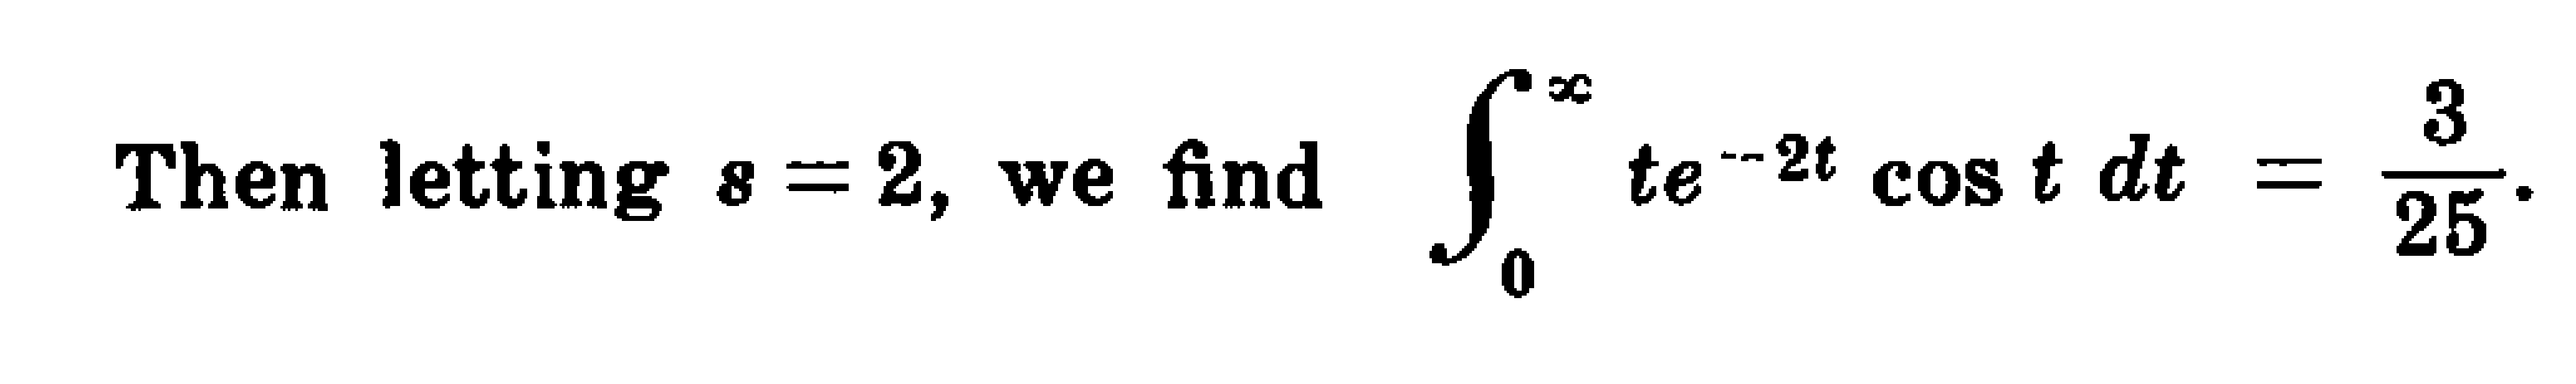 Then letting s = 2, we find ∫₀^∞ te^{-2t} cos t dt = 3/25.